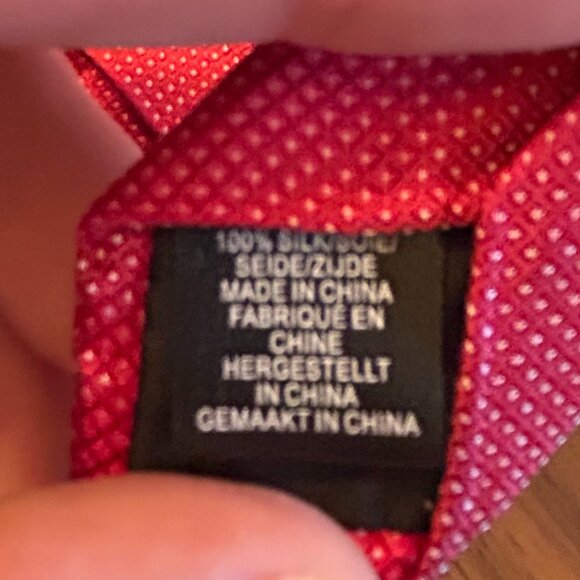 100% SILK/SOIE/
SEIDE/ZIJDE
MADE IN CHINA
FABRIQUÉ EN
CHINE
HERGESTELLT
IN CHINA
GEMAAKT IN CHINA